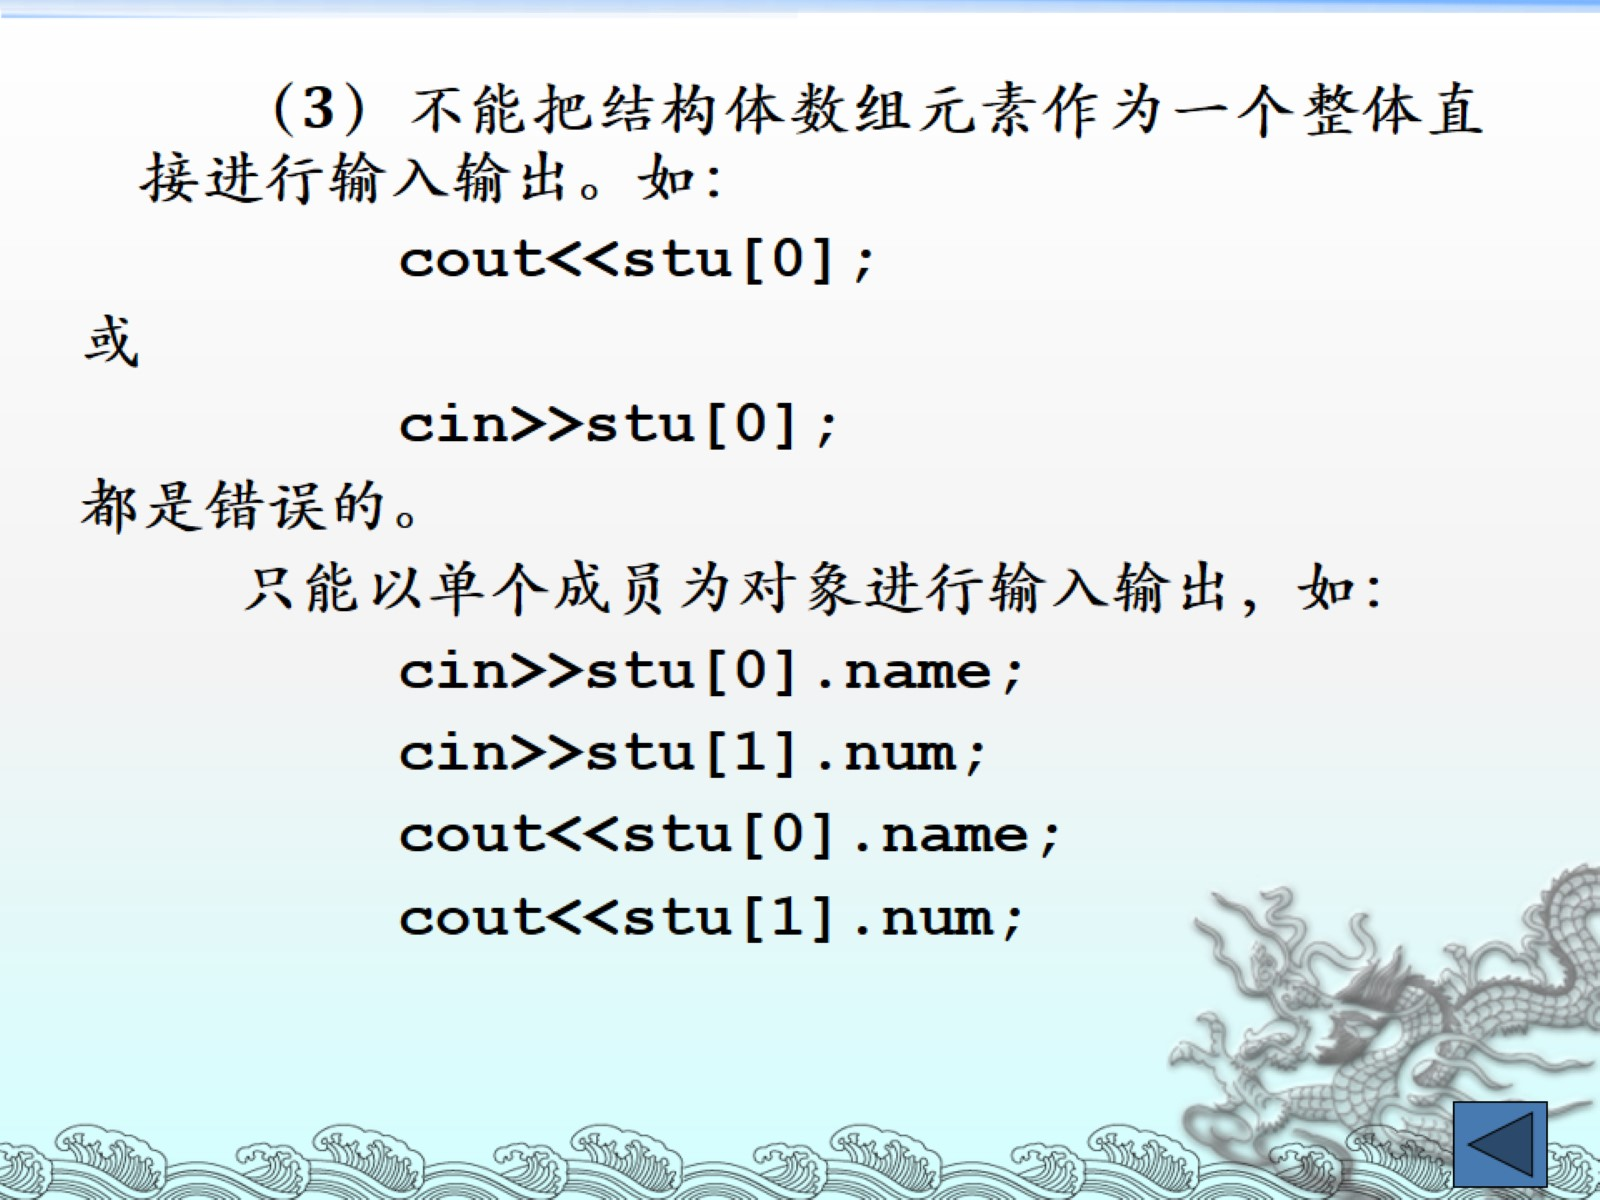 （3）不能把结构体数组元素作为一个整体直
接进行输入输出。如：
cout<<stu[0];
或
cin>>stu[0];
都是错误的。
只能以单个成员为对象进行输入输出，如：
cin>>stu[0].name;
cin>>stu[1].num;
cout<<stu[0].name;
cout<<stu[1].num;